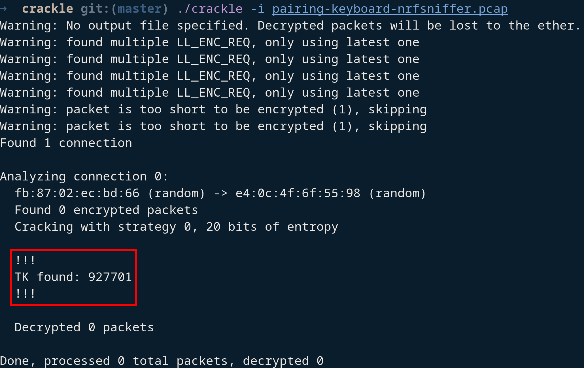 → crackle git:(master) ./crackle -i pairing-keyboard-nrfsniffer.pcap
Warning: No output file specified. Decrypted packets will be lost to the ether.
Warning: found multiple LL_ENC_REQ, only using latest one
Warning: found multiple LL_ENC_REQ, only using latest one
Warning: found multiple LL_ENC_REQ, only using latest one
Warning: found multiple LL_ENC_REQ, only using latest one
Warning: packet is too short to be encrypted (1), skipping
Warning: packet is too short to be encrypted (1), skipping
Found 1 connection
Analyzing connection 0:
fb:87:02:ec:bd:66 (random) -> e4:0c:4f:6f:55:98 (random)
Found 0 encrypted packets
Cracking with strategy 0, 20 bits of entropy
!!!
TK found: 927701
!!!
Decrypted 0 packets
Done, processed 0 total packets, decrypted 0